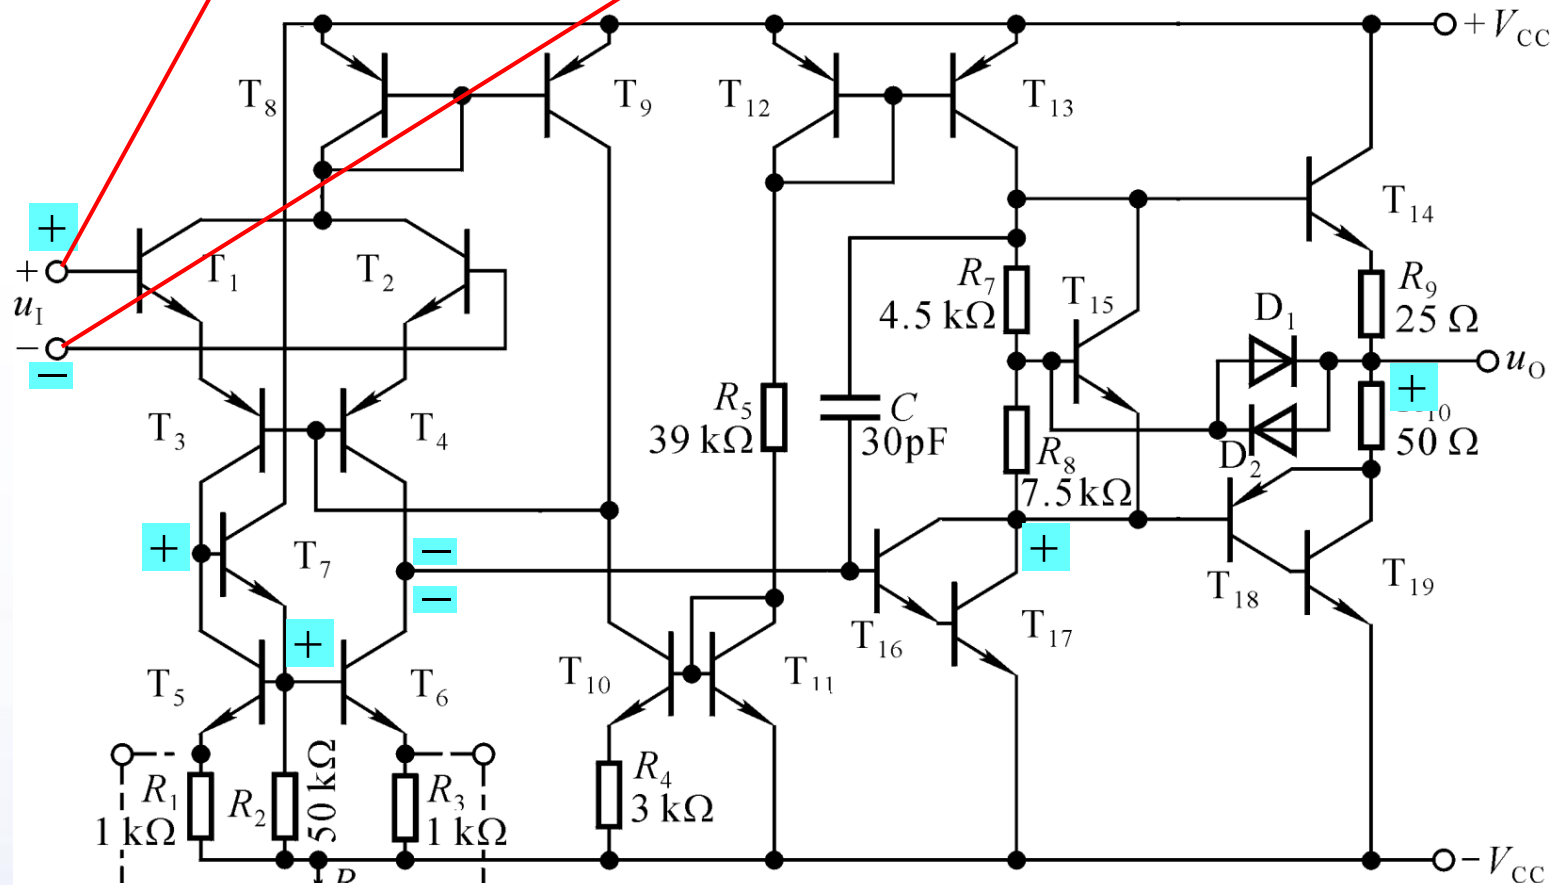 +V_CC
T_8
T_9
T_12
T_13
T_14
+
+
u_I
−
−
T_1
T_2
R_7
4.5 kΩ
T_15
D_1
R_9
25 Ω
u_O
+
10
50 Ω
T_3
T_4
R_5
39 kΩ
C
30pF
R_8
7.5kΩ
D_2
+
T_7
−
−
+
T_18
T_19
+
T_16
T_17
T_5
T_6
T_10
T_11
R_1
1 kΩ
R_2
50 kΩ
R_3
1 kΩ
R_4
3 kΩ
R
−V_CC